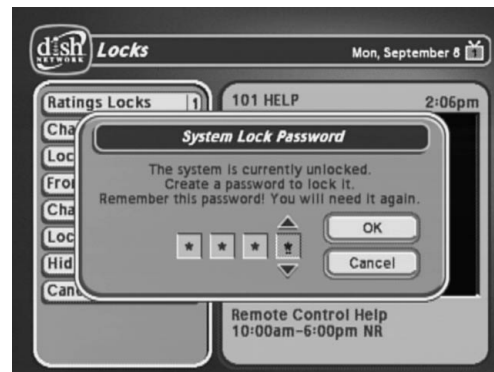 dish
NETWORK
Locks
Mon, September 8
1
Ratings Locks 1
101 HELP 2:06pm
Cha
Loc
Fro
Cha
Loc
Hid
Canc
System Lock Password
The system is currently unlocked.
Create a password to lock it.
Remember this password! You will need it again.
* * * *
OK
Cancel
Remote Control Help
10:00am-6:00pm NR